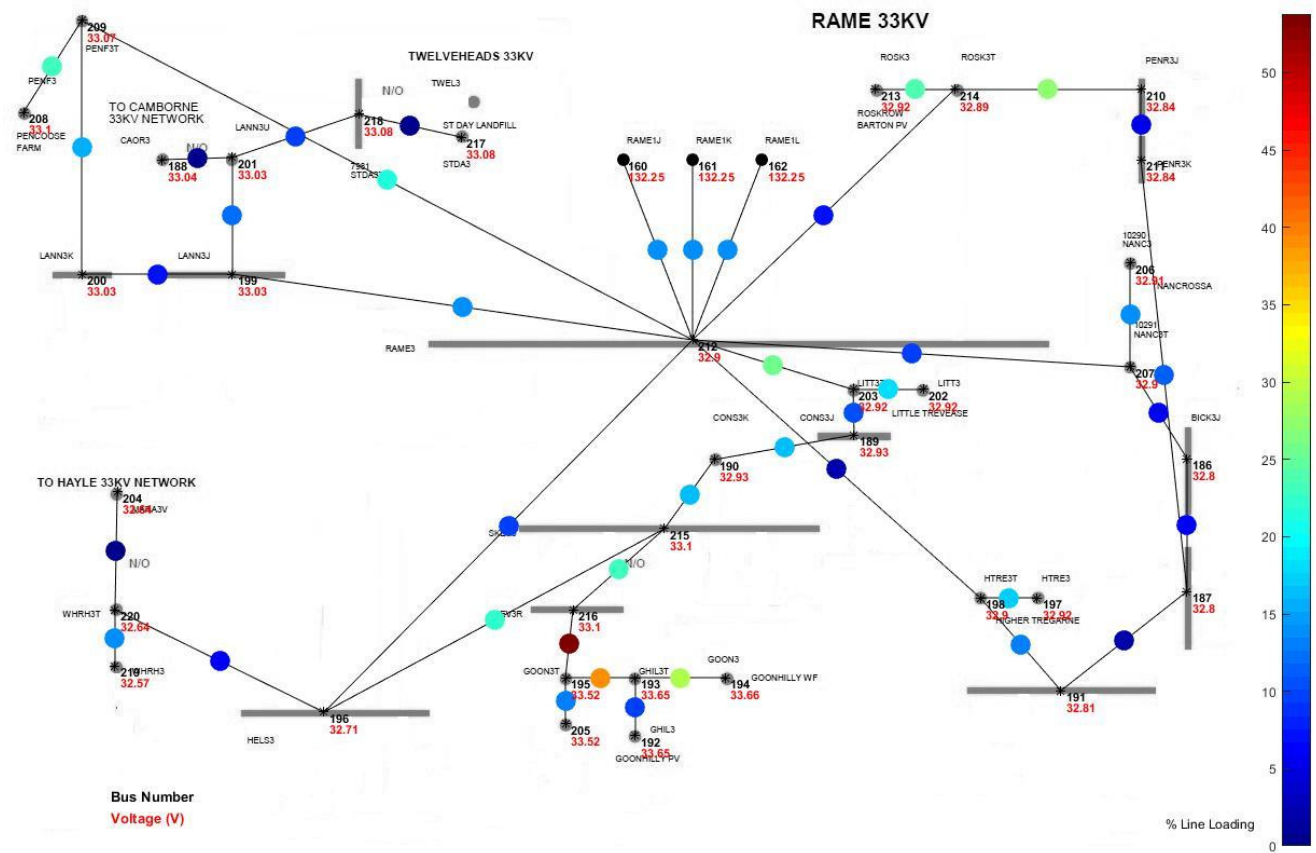 RAME 33KV
209
33.07
PENF3T
TWELVEHEADS 33KV
PENF3
N/O
TWEL3
TO CAMBORNE
33KV NETWORK
208
33.1
PENCOOSE
FARM
CAOR3
LANN3U
218
33.08
ST DAY LANDFILL
217
33.08
STDA3
N/O
188
33.04
201
33.03
7981
LANN3K
LANN3J
200
33.03
199
33.03
RAME1J
RAME1K
RAME1L
160
132.25
161
132.25
162
132.25
ROSK3
ROSK3T
PENR3J
213
32.92
ROSKROW
BARTON PV
214
32.89
210
32.84
PENR3K
32.84
10290
NANC3
206
32.91
NANCROSSA
10291
NANC3T
207
32.9
RAME3
212
32.9
203
32.92
LITT3
202
32.92
LITTLE TREVEASE
CONS3K
CONS3J
189
32.93
190
32.93
BICK3J
186
32.8
TO HAYLE 33KV NETWORK
204
N/O
215
33.1
N/O
WHRH3T
220
32.64
WHRH3
32.57
216
33.1
HTRE3T
HTRE3
198
32.9
197
32.92
HIGHER TREGARNE
187
32.8
GOON3T
GHIL3T
GOON3
195
33.52
193
33.65
194
33.66
GOONHILLY WF
196
32.71
HELS3
205
33.52
GHIL3
192
33.65
GOONHILLY PV
191
32.81
Bus Number
Voltage (V)
% Line Loading
50
45
40
35
30
25
20
15
10
5
0